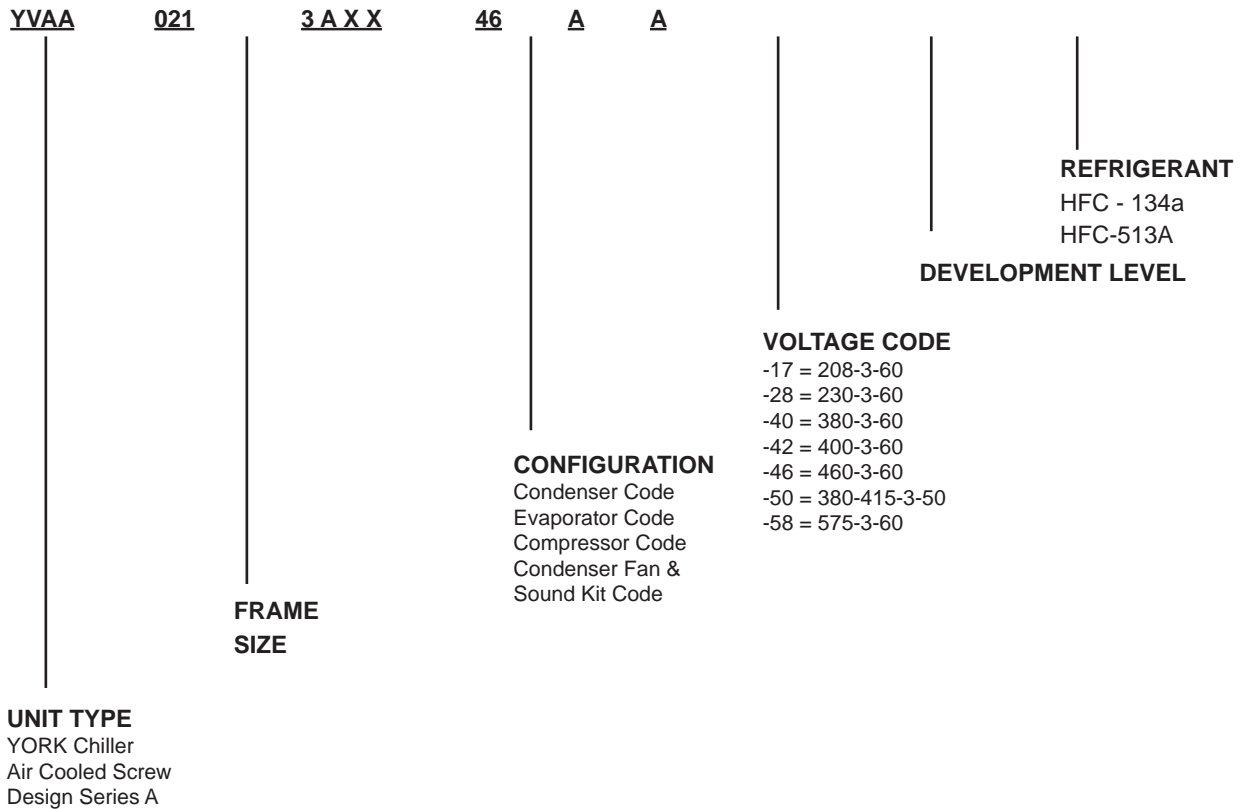 YVAA 021 3 A X X 46 A A
REFRIGERANT
HFC - 134a
HFC-513A
DEVELOPMENT LEVEL
VOLTAGE CODE
-17 = 208-3-60
-28 = 230-3-60
-40 = 380-3-60
-42 = 400-3-60
-46 = 460-3-60
-50 = 380-415-3-50
-58 = 575-3-60
CONFIGURATION
Condenser Code
Evaporator Code
Compressor Code
Condenser Fan &
Sound Kit Code
FRAME
SIZE
UNIT TYPE
YORK Chiller
Air Cooled Screw
Design Series A